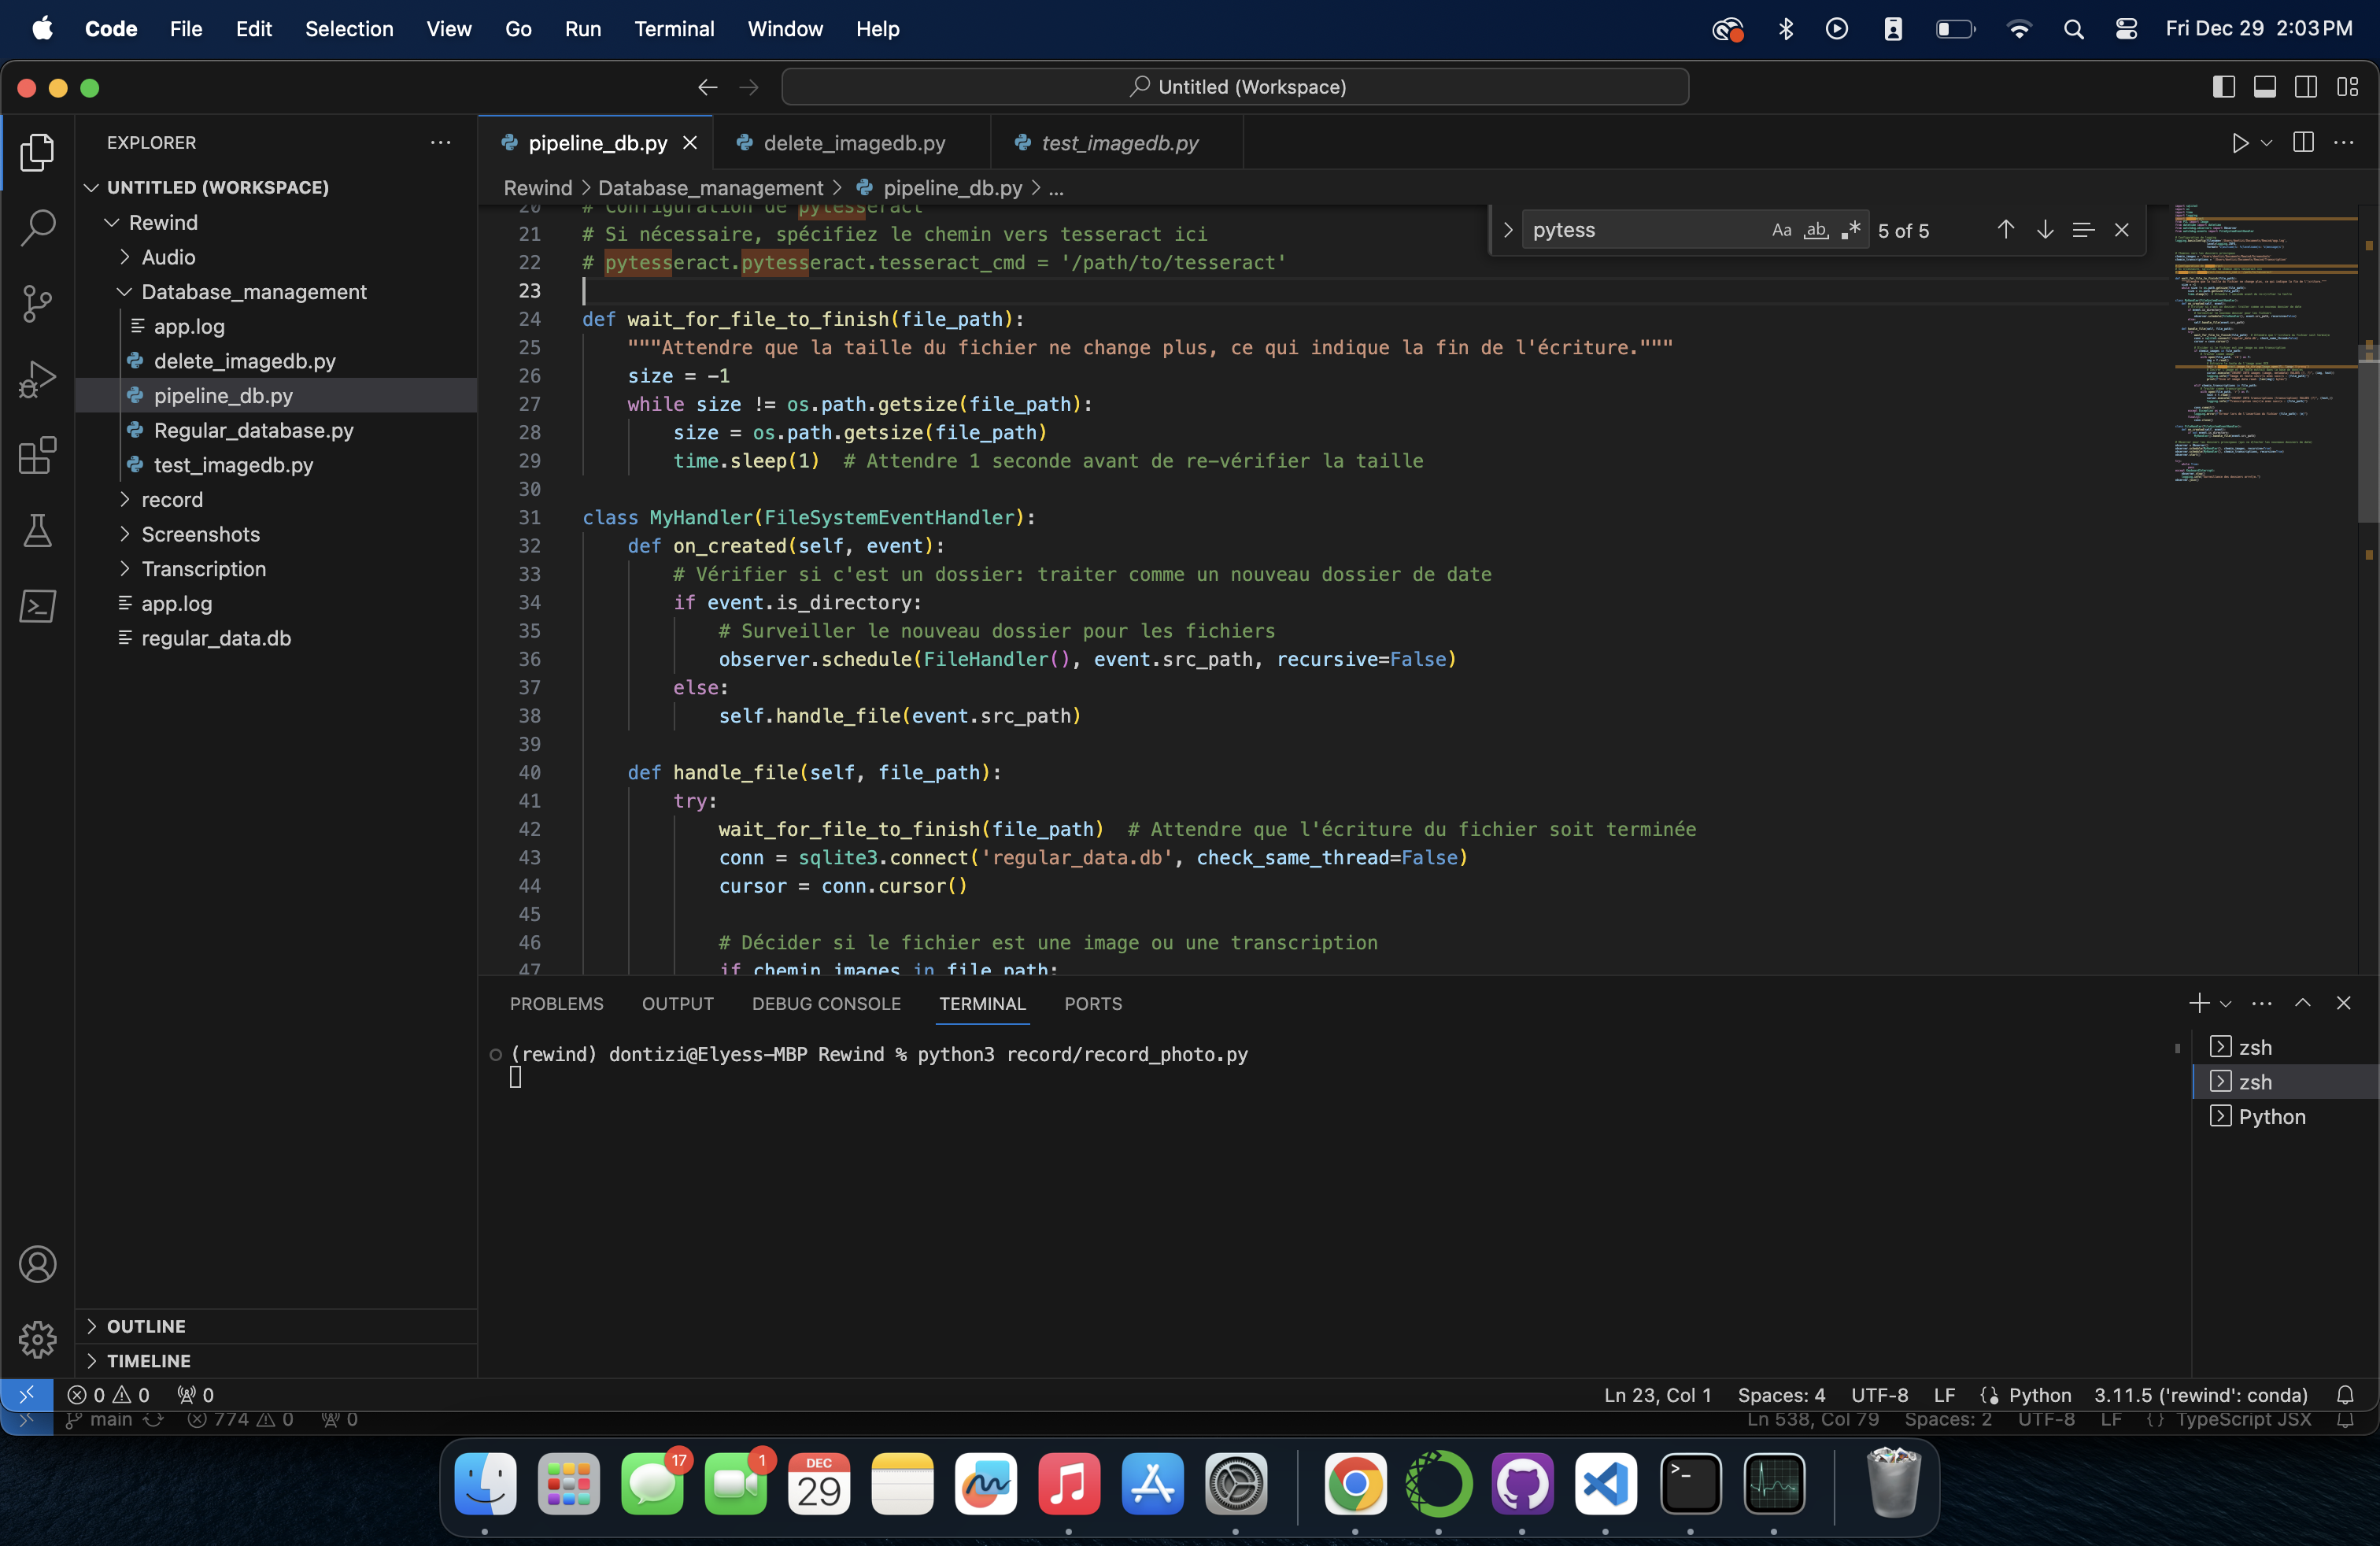 Code File Edit Selection View Go Run Terminal Window Help
Fri Dec 29 2:03 PM
Untitled (Workspace)
EXPLORER
UNTITLED (WORKSPACE)
Rewind
Audio
Database_management
app.log
delete_imagedb.py
pipeline_db.py
Regular_database.py
test_imagedb.py
record
Screenshots
Transcription
app.log
regular_data.db
OUTLINE
TIMELINE
pipeline_db.py
delete_imagedb.py
test_imagedb.py
Rewind > Database_management > pipeline_db.py > ...
pytess
Aa ab .* 5 of 5
20 # Configuration de pytesseract
21 # Si nécessaire, spécifiez le chemin vers tesseract ici
22 # pytesseract.pytesseract.tesseract_cmd = '/path/to/tesseract'
23
24 def wait_for_file_to_finish(file_path):
25 """Attendre que la taille du fichier ne change plus, ce qui indique la fin de l'écriture."""
26 size = -1
27 while size != os.path.getsize(file_path):
28 size = os.path.getsize(file_path)
29 time.sleep(1) # Attendre 1 seconde avant de re-vérifier la taille
30
31 class MyHandler(FileSystemEventHandler):
32 def on_created(self, event):
33 # Vérifier si c'est un dossier: traiter comme un nouveau dossier de date
34 if event.is_directory:
35 # Surveiller le nouveau dossier pour les fichiers
36 observer.schedule(FileHandler(), event.src_path, recursive=False)
37 else:
38 self.handle_file(event.src_path)
39
40 def handle_file(self, file_path):
41 try:
42 wait_for_file_to_finish(file_path) # Attendre que l'écriture du fichier soit terminée
43 conn = sqlite3.connect('regular_data.db', check_same_thread=False)
44 cursor = conn.cursor()
45
46 # Décider si le fichier est une image ou une transcription
47 if chemin_images in file_path:
PROBLEMS OUTPUT DEBUG CONSOLE TERMINAL PORTS
(rewind) dontizi@Elyess-MBP Rewind % python3 record/record_photo.py
zsh
zsh
Python
0 0 0
Ln 23, Col 1 Spaces: 4 UTF-8 LF Python 3.11.5 ('rewind': conda)
main 774 0 0
Ln 538, Col 79 Spaces: 2 UTF-8 LF {} TypeScript JSX
17
1
DEC
29